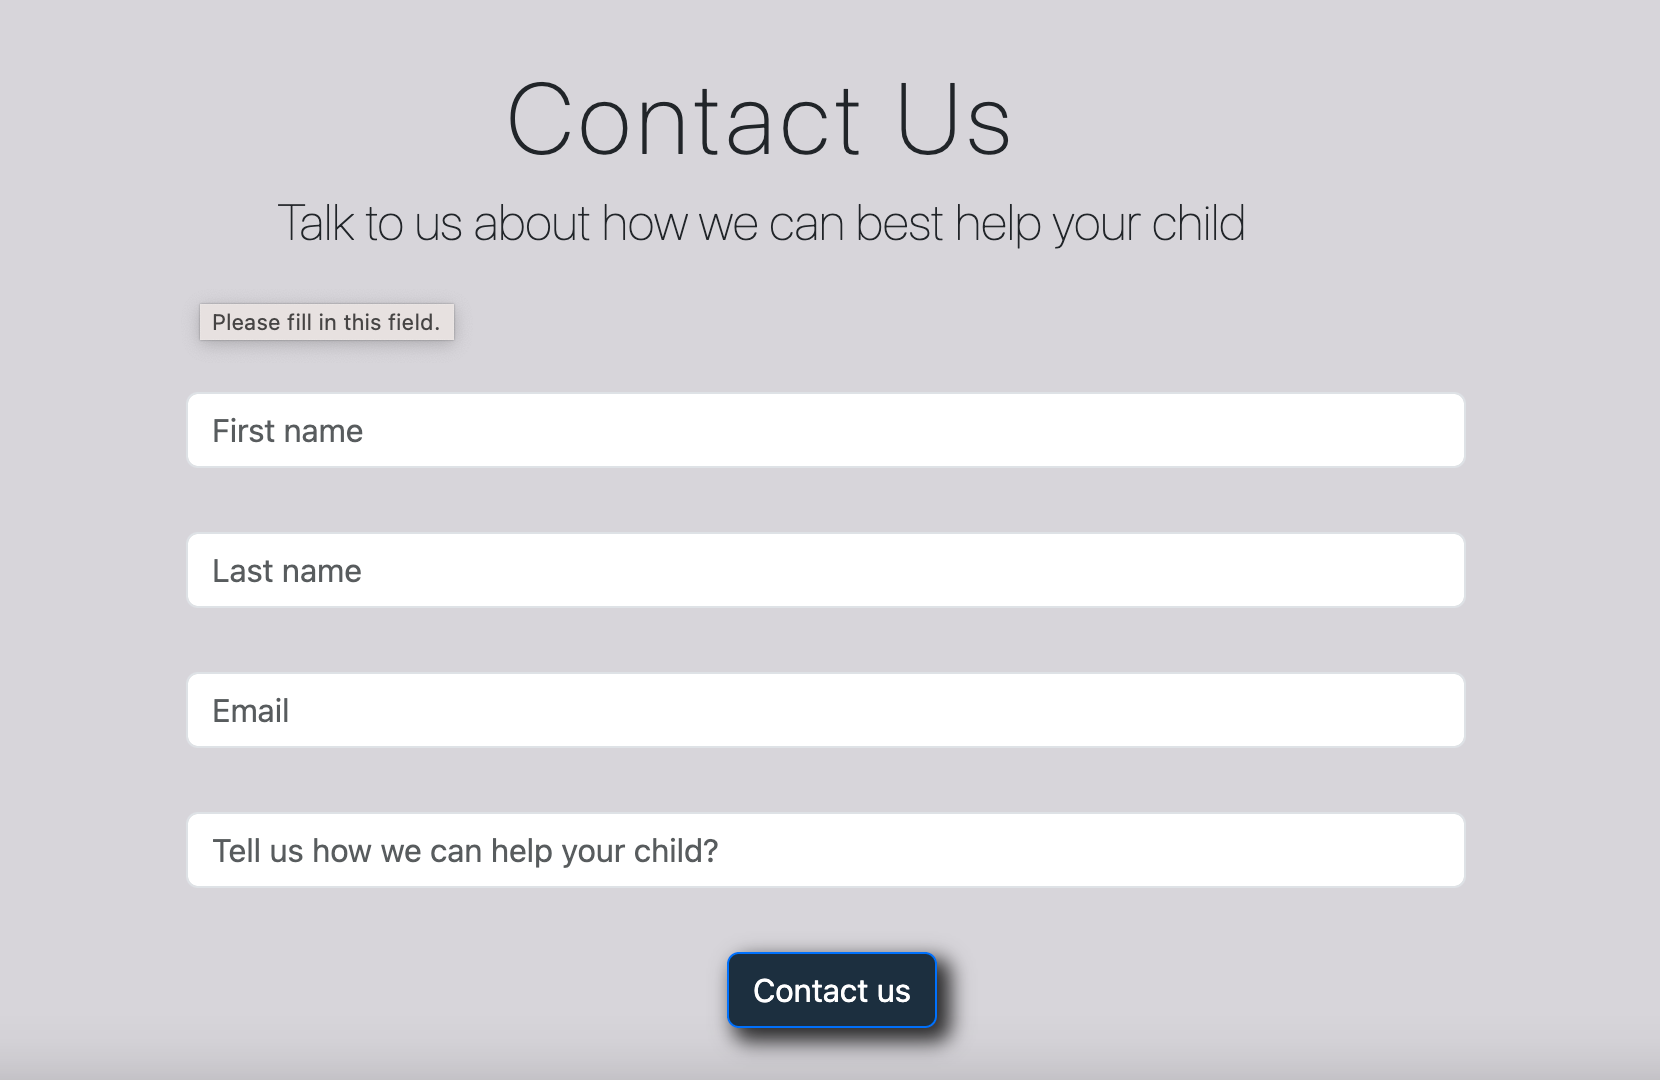 Contact Us
Talk to us about how we can best help your child
Please fill in this field.
First name
Last name
Email
Tell us how we can help your child?
Contact us